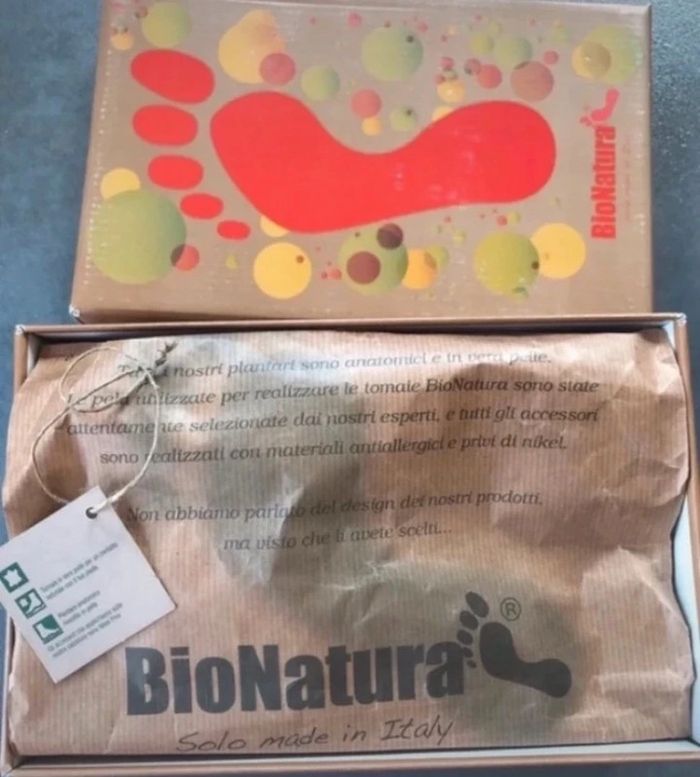 BioNatura
Tutti i nostri plantari sono anatomici e in vera pelle.
Le pelli utilizzate per realizzare le tomaie BioNatura sono state
attentamente selezionate dai nostri esperti, e tutti gli accessori
sono realizzati con materiali antiallergici e privi di nikel.
Non abbiamo parlato del design dei nostri prodotti,
ma visto che li avete scelti...
BioNatura®
Solo made in Italy